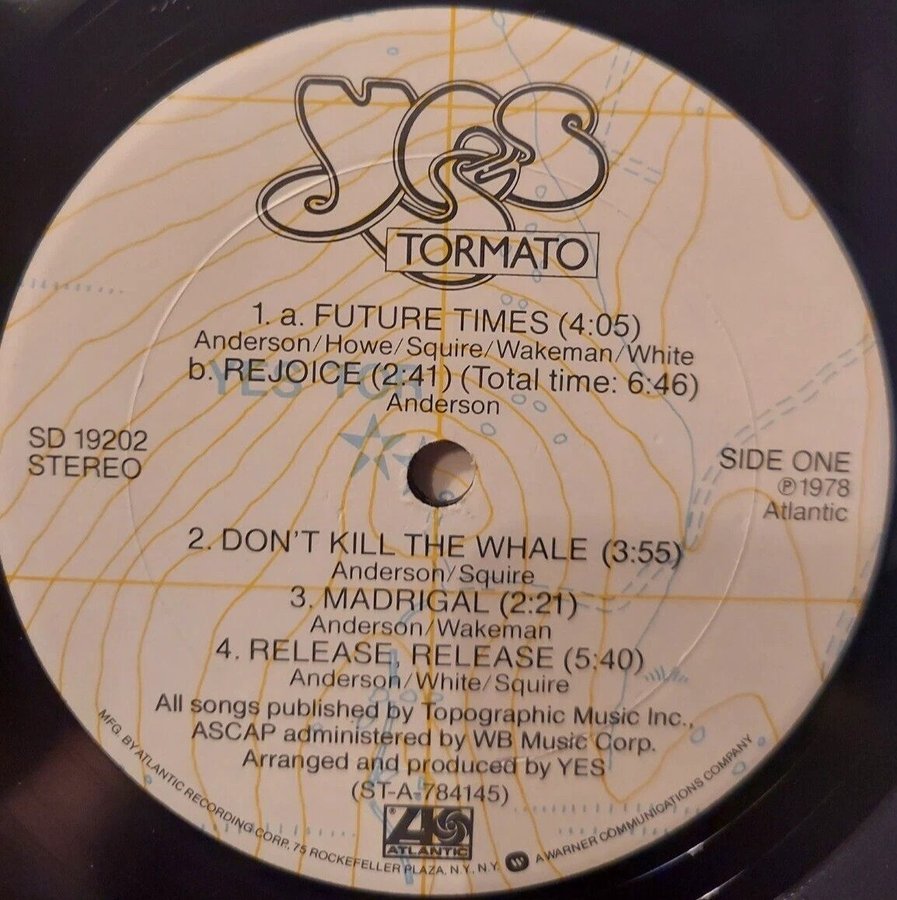 YES
TORMATO
1. a. FUTURE TIMES (4:05)
Anderson/Howe/Squire/Wakeman/White
b. REJOICE (2:41) (Total time: 6:46)
Anderson
YES TOR
SD 19202
STEREO
SIDE ONE
℗1978
Atlantic
2. DON'T KILL THE WHALE (3:55)
Anderson/Squire
3. MADRIGAL (2:21)
Anderson/Wakeman
4. RELEASE, RELEASE (5:40)
Anderson/White/Squire
All songs published by Topographic Music Inc.,
ASCAP administered by WB Music Corp.
Arranged and produced by YES
(ST-A-784145)
ATLANTIC
MFG. BY ATLANTIC RECORDING CORP. 75 ROCKEFELLER PLAZA, N.Y., N.Y. A WARNER COMMUNICATIONS COMPANY